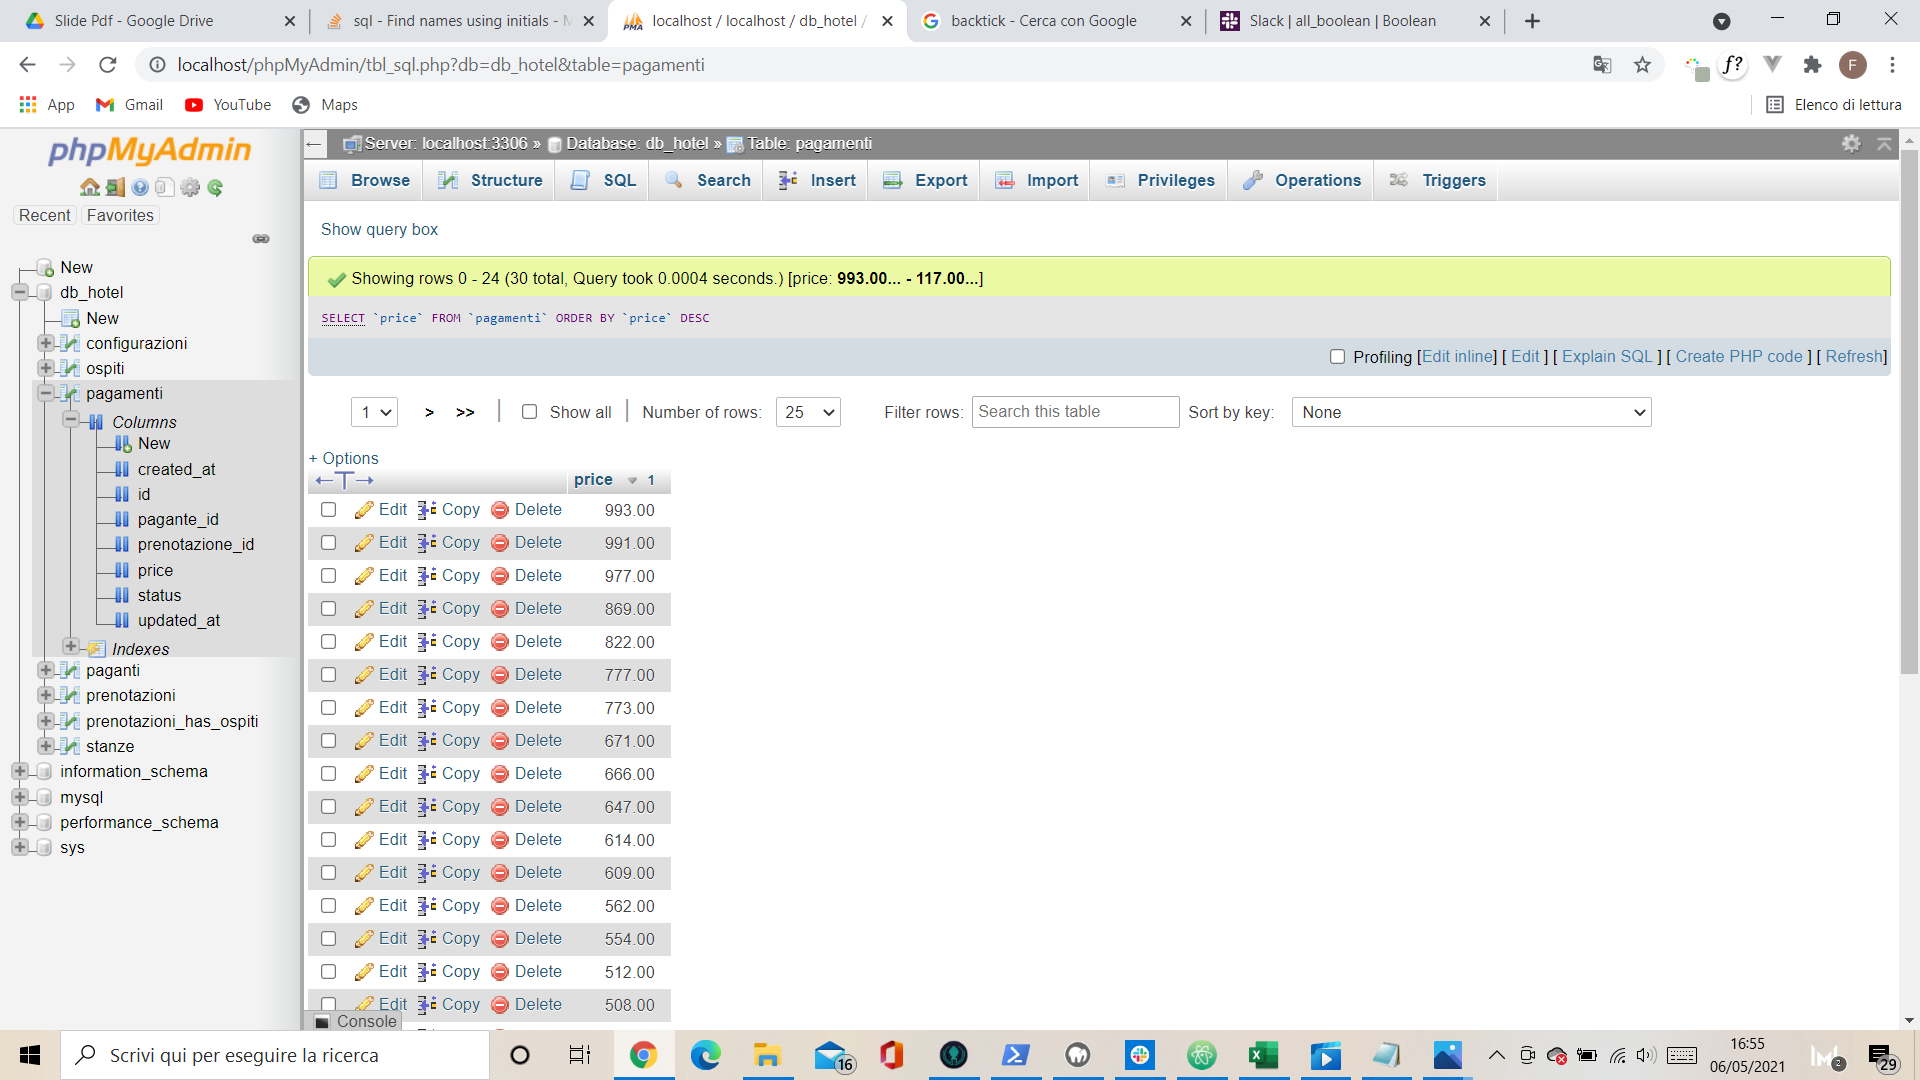 Slide Pdf - Google Drive
sql - Find names using initials - M
localhost / localhost / db_hotel /
backtick - Cerca con Google
Slack | all_boolean | Boolean
localhost/phpMyAdmin/tbl_sql.php?db=db_hotel&table=pagamenti
f?
F
App
Gmail
YouTube
Maps
Elenco di lettura
phpMyAdmin
Recent
Favorites
New
db_hotel
New
configurazioni
ospiti
pagamenti
Columns
New
created_at
id
pagante_id
prenotazione_id
price
status
updated_at
Indexes
paganti
prenotazioni
prenotazioni_has_ospiti
stanze
information_schema
mysql
performance_schema
sys
Server: localhost:3306 » Database: db_hotel » Table: pagamenti
Browse
Structure
SQL
Search
Insert
Export
Import
Privileges
Operations
Triggers
Show query box
Showing rows 0 - 24 (30 total, Query took 0.0004 seconds.) [price: 993.00... - 117.00...]
SELECT `price` FROM `pagamenti` ORDER BY `price` DESC
Profiling [Edit inline] [ Edit ] [ Explain SQL ] [ Create PHP code ] [ Refresh]
1 > >> | Show all | Number of rows: 25 Filter rows: Search this table Sort by key: None
+ Options
price 1
Edit Copy Delete 993.00
Edit Copy Delete 991.00
Edit Copy Delete 977.00
Edit Copy Delete 869.00
Edit Copy Delete 822.00
Edit Copy Delete 777.00
Edit Copy Delete 773.00
Edit Copy Delete 671.00
Edit Copy Delete 666.00
Edit Copy Delete 647.00
Edit Copy Delete 614.00
Edit Copy Delete 609.00
Edit Copy Delete 562.00
Edit Copy Delete 554.00
Edit Copy Delete 512.00
Edit Copy Delete 508.00
Console
Scrivi qui per eseguire la ricerca
16
16:55
06/05/2021
2
29